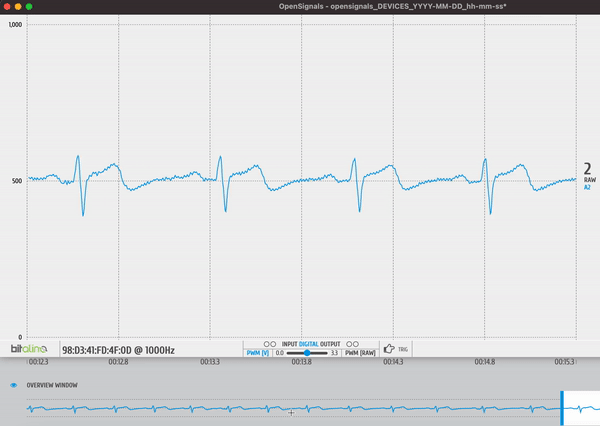 OpenSignals - opensignals_DEVICES_YYYY-MM-DD_hh-mm-ss*
1,000
500
0
2
RAW
A2
bitalino
98:D3:41:FD:4F:0D @ 1000Hz
INPUT DIGITAL OUTPUT
PWM [V] 0.0 3.3 PWM [RAW]
TRIG
00:12.3 00:12.8 00:13.3 00:13.8 00:14.3 00:14.8 00:15.3
OVERVIEW WINDOW